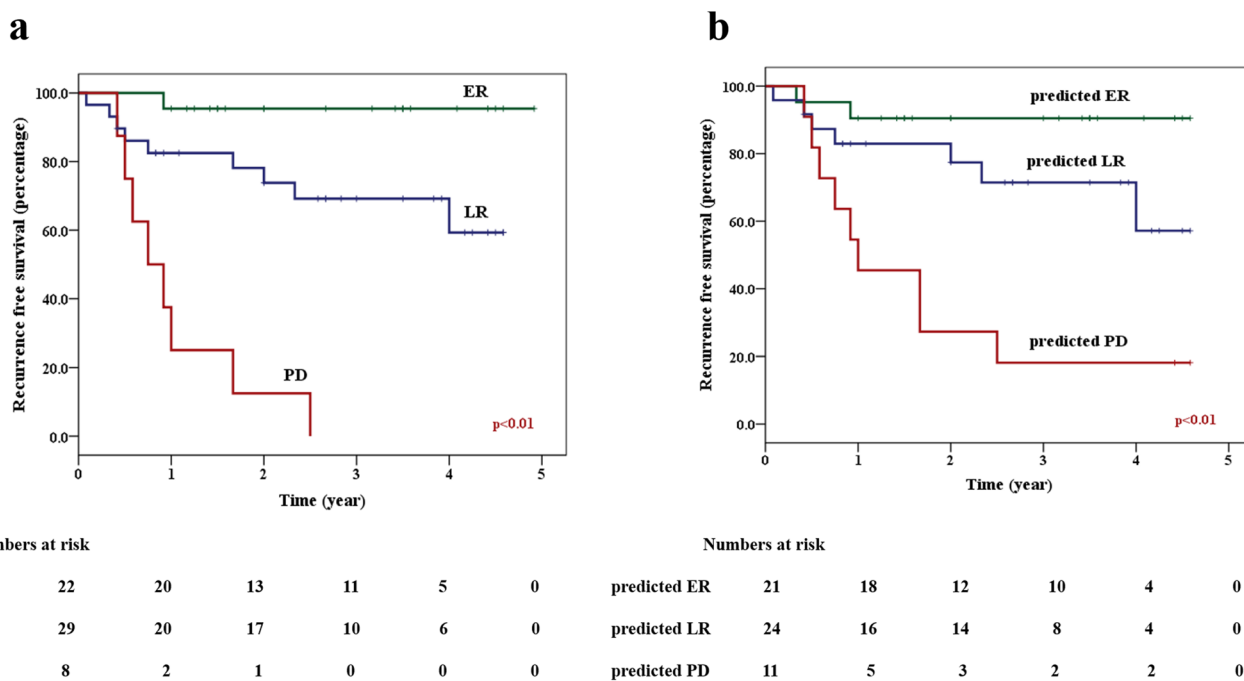 a
Recurrence free survival (percentage)
100.0
80.0
60.0
40.0
20.0
0.0
ER
LR
PD
p<0.01
0 1 2 3 4 5
Time (year)
nbers at risk
22 20 13 11 5 0
29 20 17 10 6 0
8 2 1 0 0 0
b
Recurrence free survival (percentage)
100.0
80.0
60.0
40.0
20.0
0.0
predicted ER
predicted LR
predicted PD
p<0.01
0 1 2 3 4 5
Time (year)
Numbers at risk
predicted ER 21 18 12 10 4 0
predicted LR 24 16 14 8 4 0
predicted PD 11 5 3 2 2 0